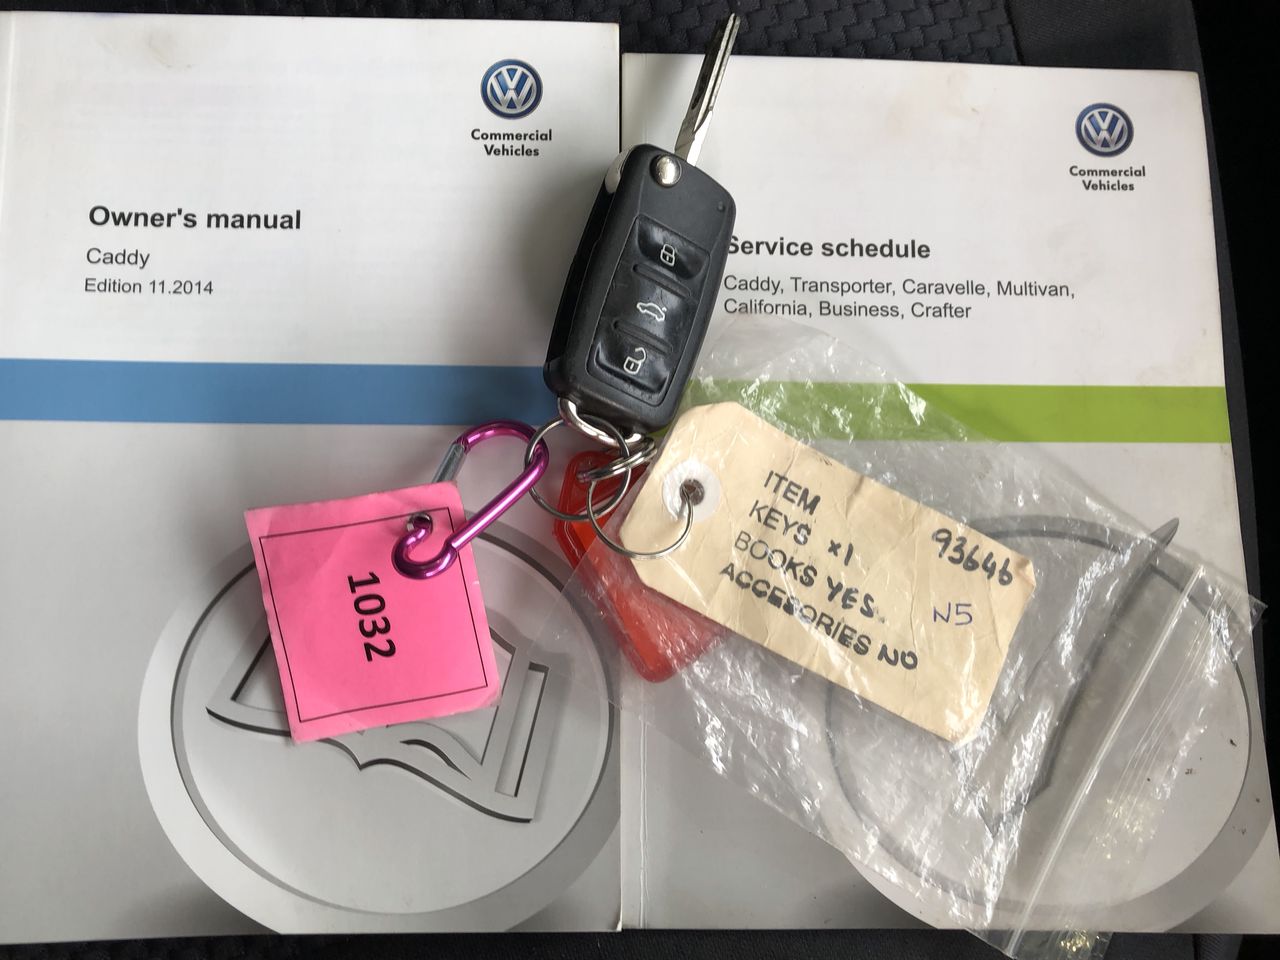 Commercial
Vehicles
Owner's manual
Caddy
Edition 11.2014
Commercial
Vehicles
Service schedule
Caddy, Transporter, Caravelle, Multivan,
California, Business, Crafter
1032
ITEM 93646
KEYS x1
BOOKS YES. N5
ACCESORIES NO